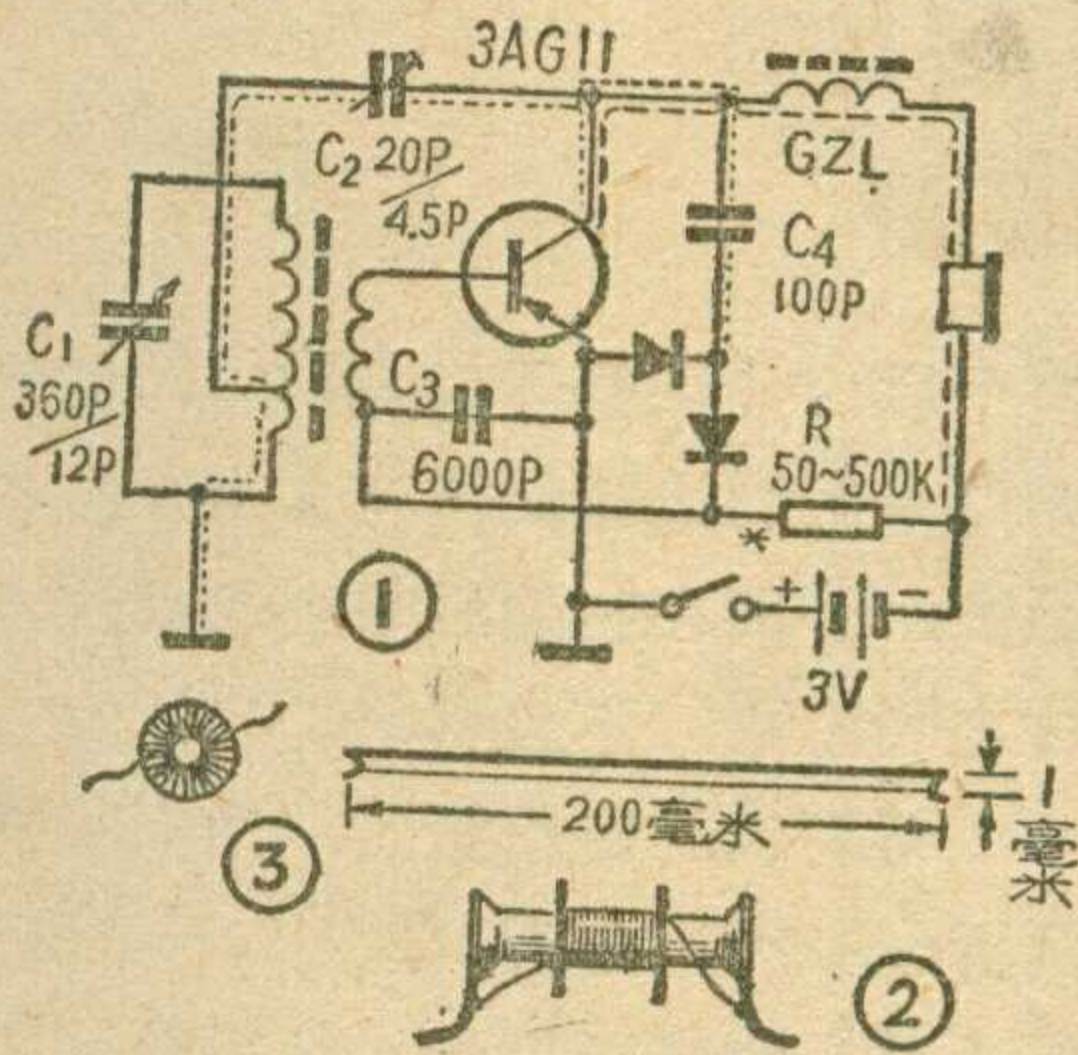 3AG11
C₂ 20P/4.5P
GZL
C₄
100P
C₁
360P/12P
C₃
6000P
R
50~500K
*
+
−
3V
①
200毫米
1毫米
③
②